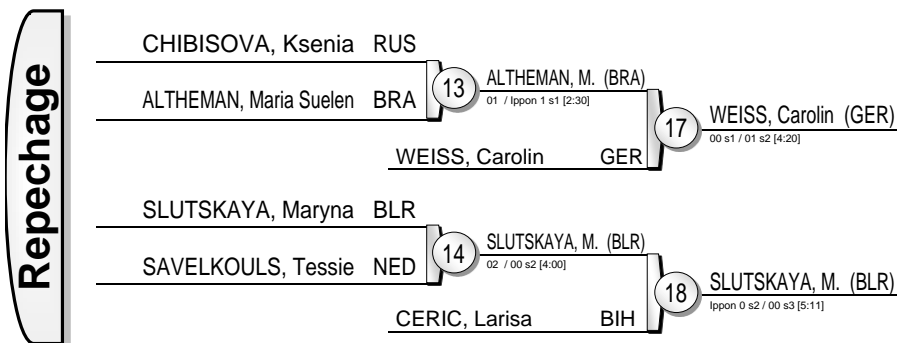 Repechage
CHIBISOVA, Ksenia RUS
ALTHEMAN, Maria Suelen BRA
13
ALTHEMAN, M. (BRA)
01 / Ippon 1 s1 [2:30]
WEISS, Carolin GER
17
WEISS, Carolin (GER)
00 s1 / 01 s2 [4:20]
SLUTSKAYA, Maryna BLR
SAVELKOULS, Tessie NED
14
SLUTSKAYA, M. (BLR)
02 / 00 s2 [4:00]
CERIC, Larisa BIH
18
SLUTSKAYA, M. (BLR)
Ippon 0 s2 / 00 s3 [5:11]